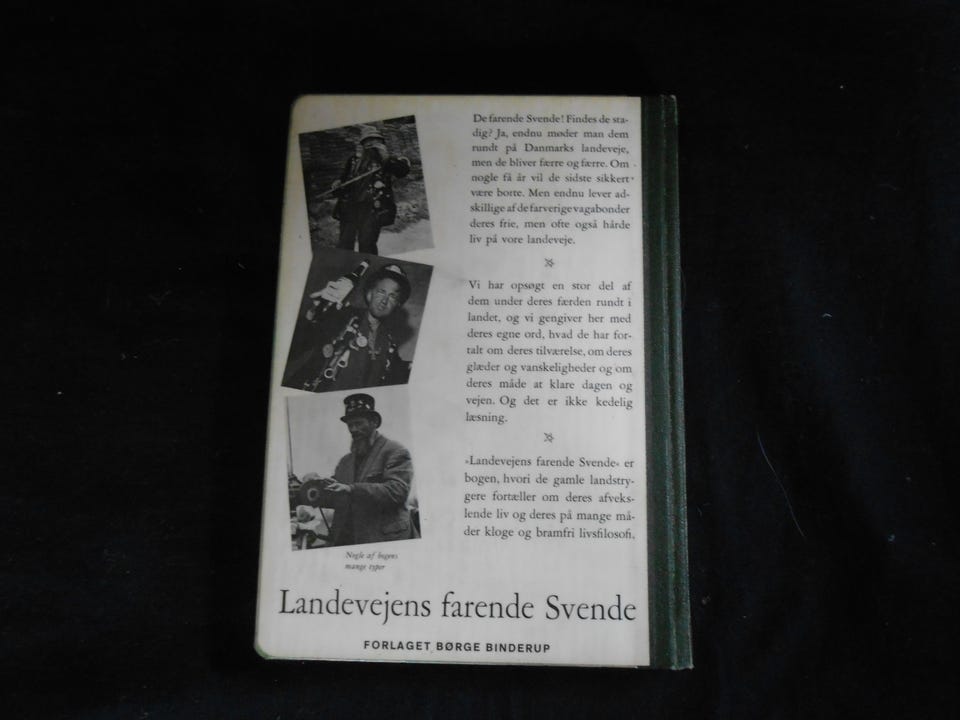 De farende Svende! Findes de sta-
dig? Ja, endnu møder man dem
rundt på Danmarks landeveje,
men de bliver færre og færre. Om
nogle få år vil de sidste sikkert
være borte. Men endnu lever ad-
skillige af de farverige vagabonder
deres frie, men ofte også hårde
liv på vore landeveje.
Vi har opsøgt en stor del af
dem under deres færden rundt i
landet, og vi gengiver her med
deres egne ord, hvad de har for-
talt om deres tilværelse, om deres
glæder og vanskeligheder og om
deres måde at klare dagen og
vejen. Og det er ikke kedelig
læsning.
»Landevejens farende Svende« er
bogen, hvori de gamle landstry-
gere fortæller om deres afveks-
lende liv og deres på mange må-
der kloge og bramfri livsfilosofi.
Nogle af bogens
mange typer
Landevejens farende Svende
FORLAGET BØRGE BINDERUP